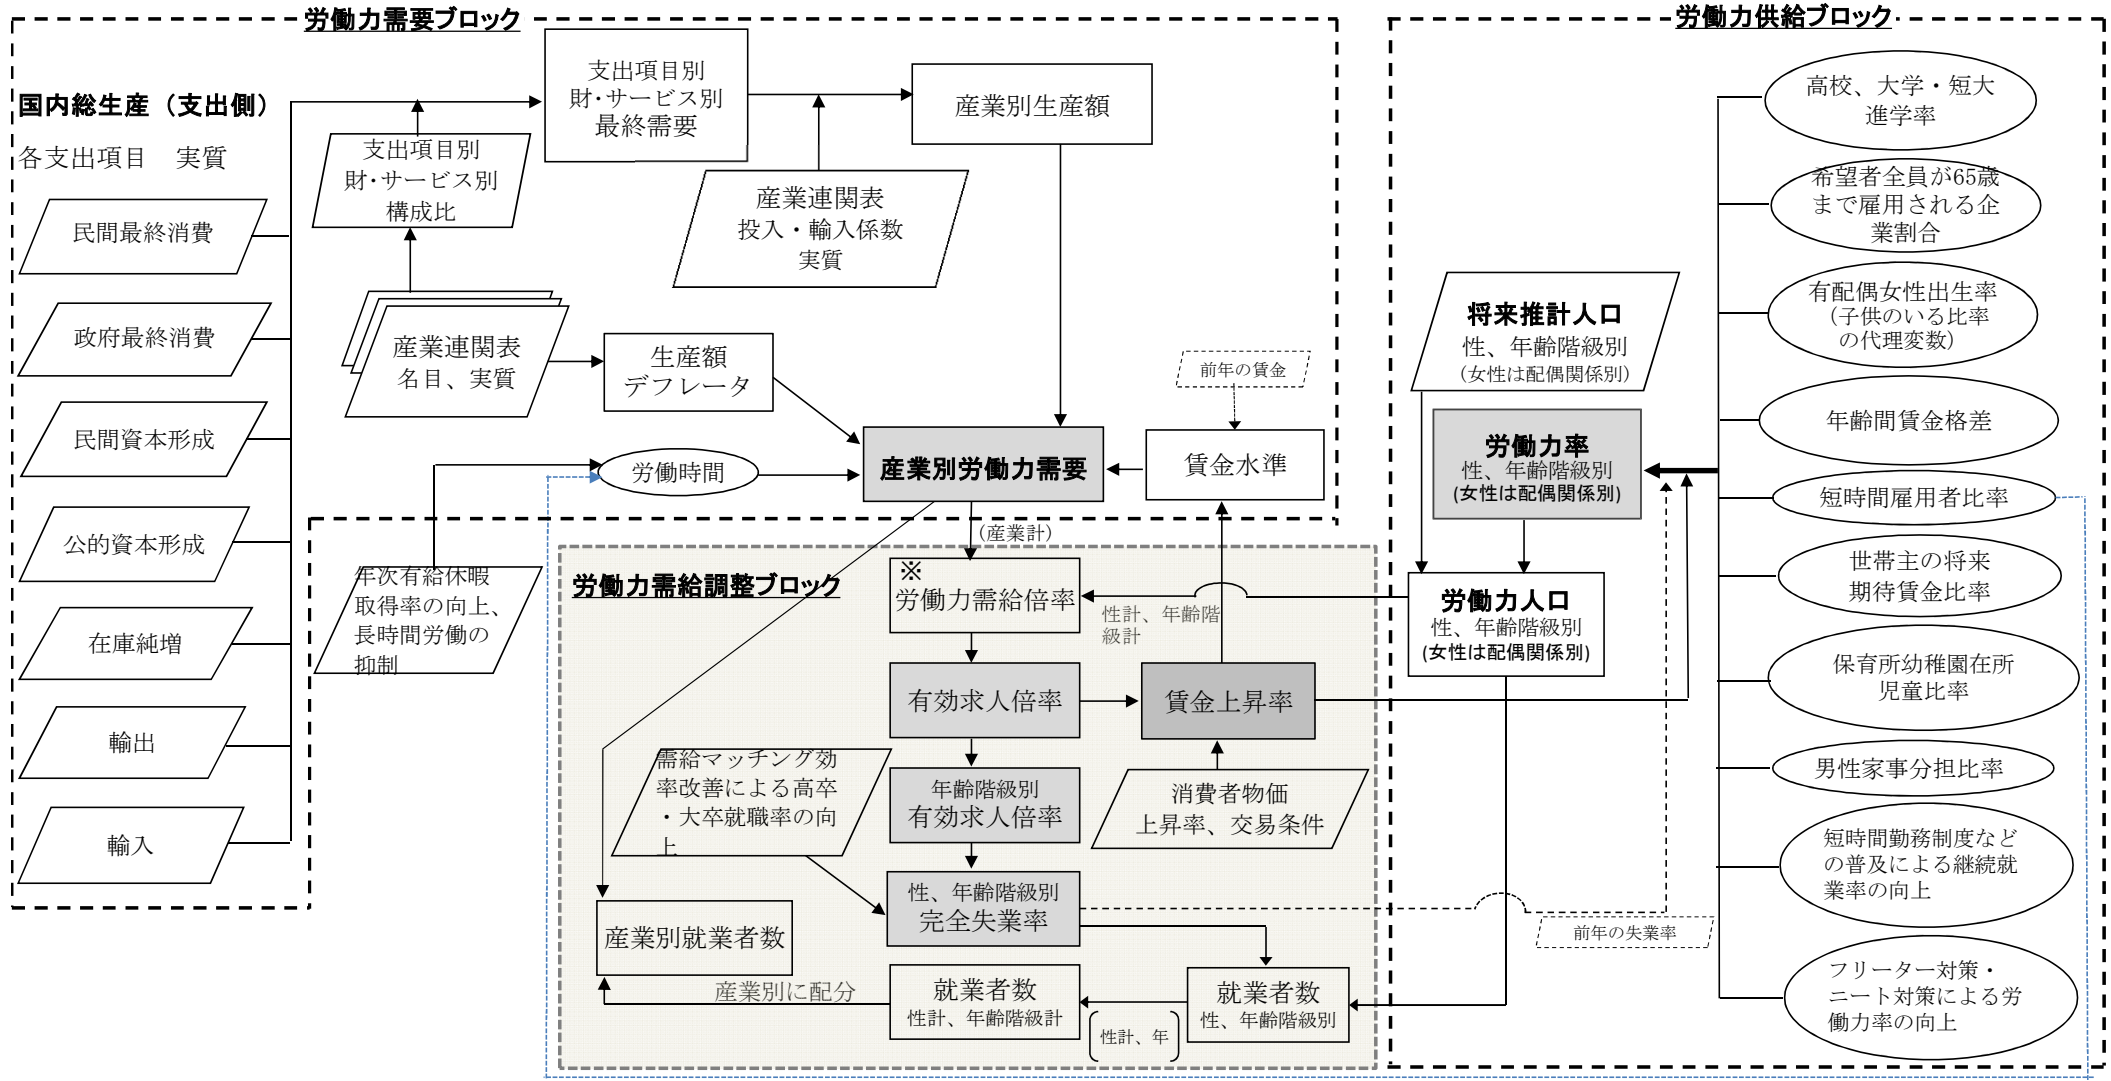 労働力需要ブロック
国内総生産（支出側）
各支出項目　実質
民間最終消費
政府最終消費
民間資本形成
公的資本形成
在庫純増
輸出
輸入
支出項目別
財・サービス別
構成比
支出項目別
財・サービス別
最終需要
産業連関表
投入・輸入係数
実質
産業別生産額
産業連関表
名目、実質
生産額
デフレータ
労働時間
産業別労働力需要
前年の賃金
賃金水準
年次有給休暇
取得率の向上、
長時間労働の
抑制
(産業計)
労働力需給調整ブロック
※
労働力需給倍率
性計、年齢階
級計
有効求人倍率
賃金上昇率
需給マッチング効
率改善による高卒
・大卒就職率の向
上
年齢階級別
有効求人倍率
消費者物価
上昇率、交易条件
性、年齢階級別
完全失業率
産業別就業者数
産業別に配分
就業者数
性計、年齢階級計
性計、年
就業者数
性、年齢階級別
労働力供給ブロック
将来推計人口
性、年齢階級別
（女性は配偶関係別）
労働力率
性、年齢階級別
(女性は配偶関係別)
労働力人口
性、年齢階級別
(女性は配偶関係別)
前年の失業率
高校、大学・短大
進学率
希望者全員が65歳
まで雇用される企
業割合
有配偶女性出生率
（子供のいる比率
の代理変数）
年齢間賃金格差
短時間雇用者比率
世帯主の将来
期待賃金比率
保育所幼稚園在所
児童比率
男性家事分担比率
短時間勤務制度など
の普及による継続就
業率の向上
フリーター対策・
ニート対策による労
働力率の向上